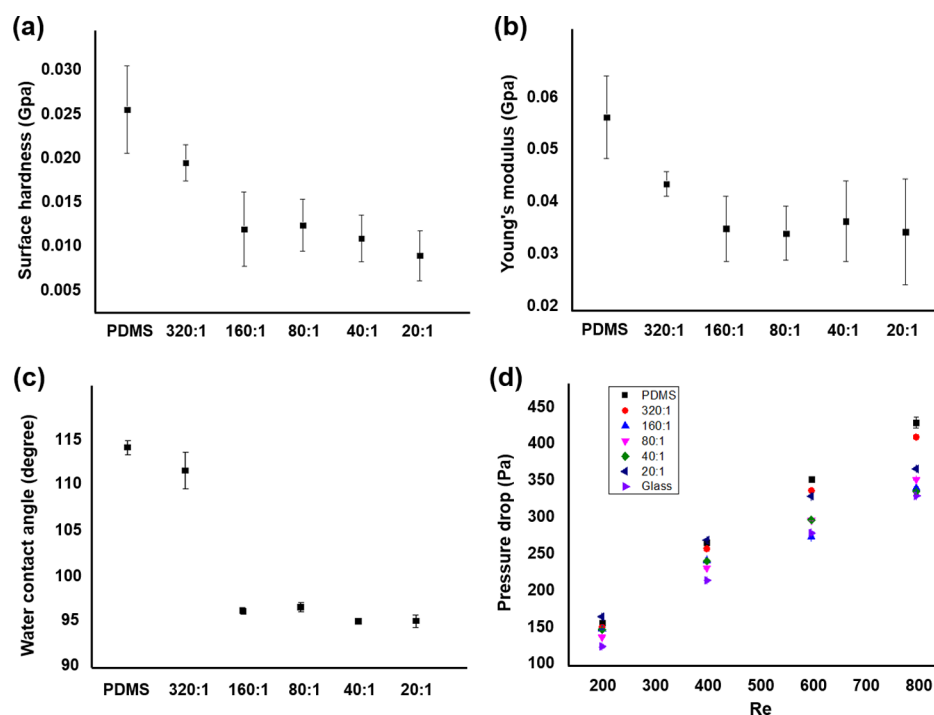 (a)
Surface hardness (Gpa)
0.030
0.025
0.020
0.015
0.010
0.005
PDMS 320:1 160:1 80:1 40:1 20:1
(b)
Young's modulus (Gpa)
0.06
0.05
0.04
0.03
0.02
PDMS 320:1 160:1 80:1 40:1 20:1
(c)
Water contact angle (degree)
115
110
105
100
95
90
PDMS 320:1 160:1 80:1 40:1 20:1
(d)
Pressure drop (Pa)
450
400
350
300
250
200
150
100
PDMS
320:1
160:1
80:1
40:1
20:1
Glass
200 300 400 500 600 700 800
Re